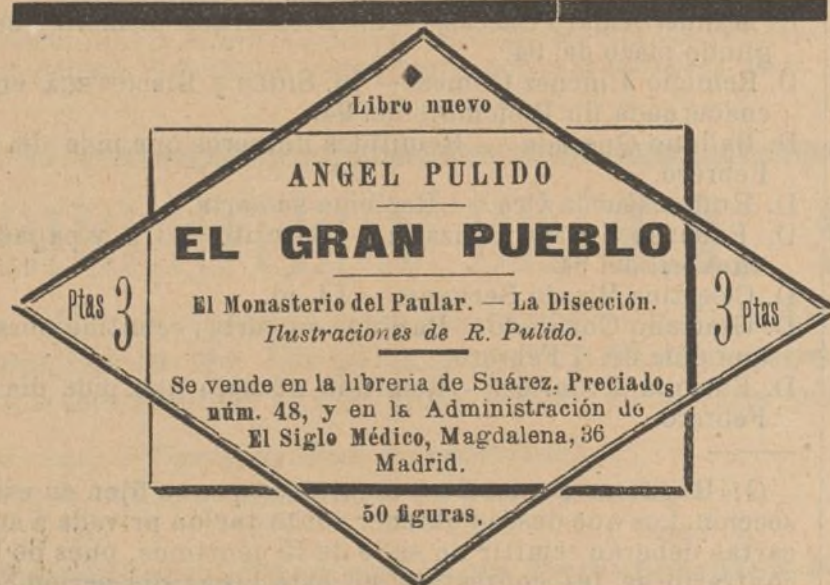 Libro nuevo
ANGEL PULIDO
EL GRAN PUEBLO
Ptas 3
El Monasterio del Paular. — La Disección.
3 Ptas
Ilustraciones de R. Pulido.
Se vende en la libreria de Suárez. Preciados
núm. 48, y en la Administración de
El Siglo Médico, Magdalena, 36
Madrid.
50 figuras.